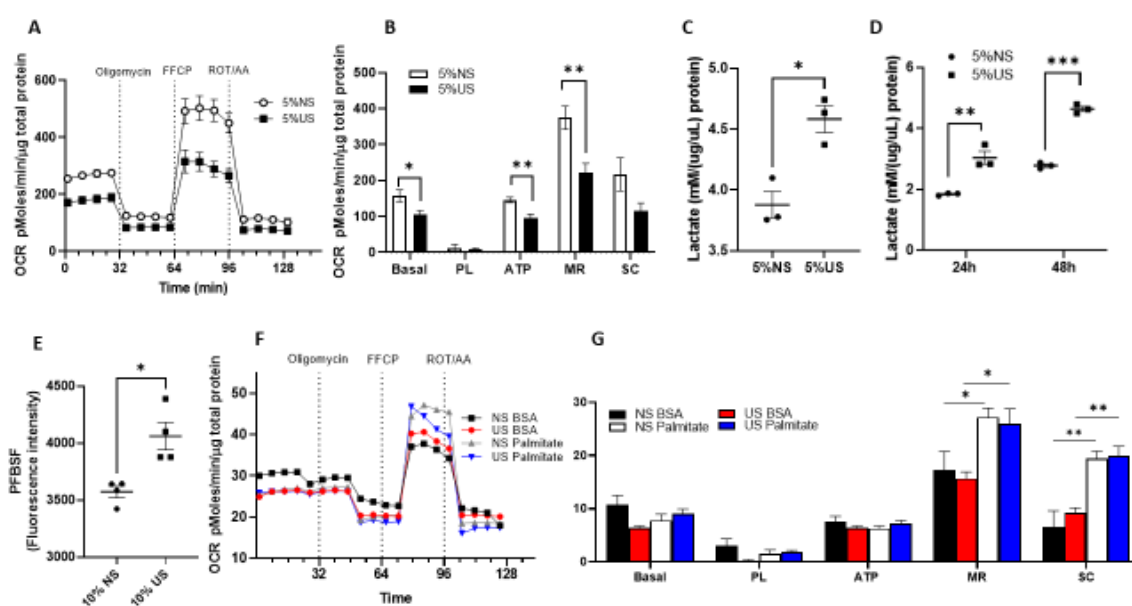 A
Oligomycin FFCP ROT/AA
600
400
200
0
5%NS
5%US
0 32 64 96 128
Time (min)
OCR pMoles/min/µg total protein
B
500
400
300
200
100
0
5%NS
5%US
* ** **
Basal PL ATP MR SC
OCR pMoles/min/µg total protein
C
5.0
4.5
4.0
3.5
*
5%NS 5%US
Lactate (mM/(ug/uL) protein)
D
6
4
2
0
5%NS
5%US
** ***
24h 48h
Lactate (mM/(ug/uL) protein)
E
4500
4000
3500
3000
*
10% NS 10% US
PFBSF
(Fluorescence intensity)
F
Oligomycin FFCP ROT/AA
50
40
30
20
10
NS BSA
US BSA
NS Palmitate
US Palmitate
32 64 96 128
Time
OCR pMoles/min/µg total protein
G
30
20
10
0
NS BSA US BSA
NS Palmitate US Palmitate
* * ** **
Basal PL ATP MR SC